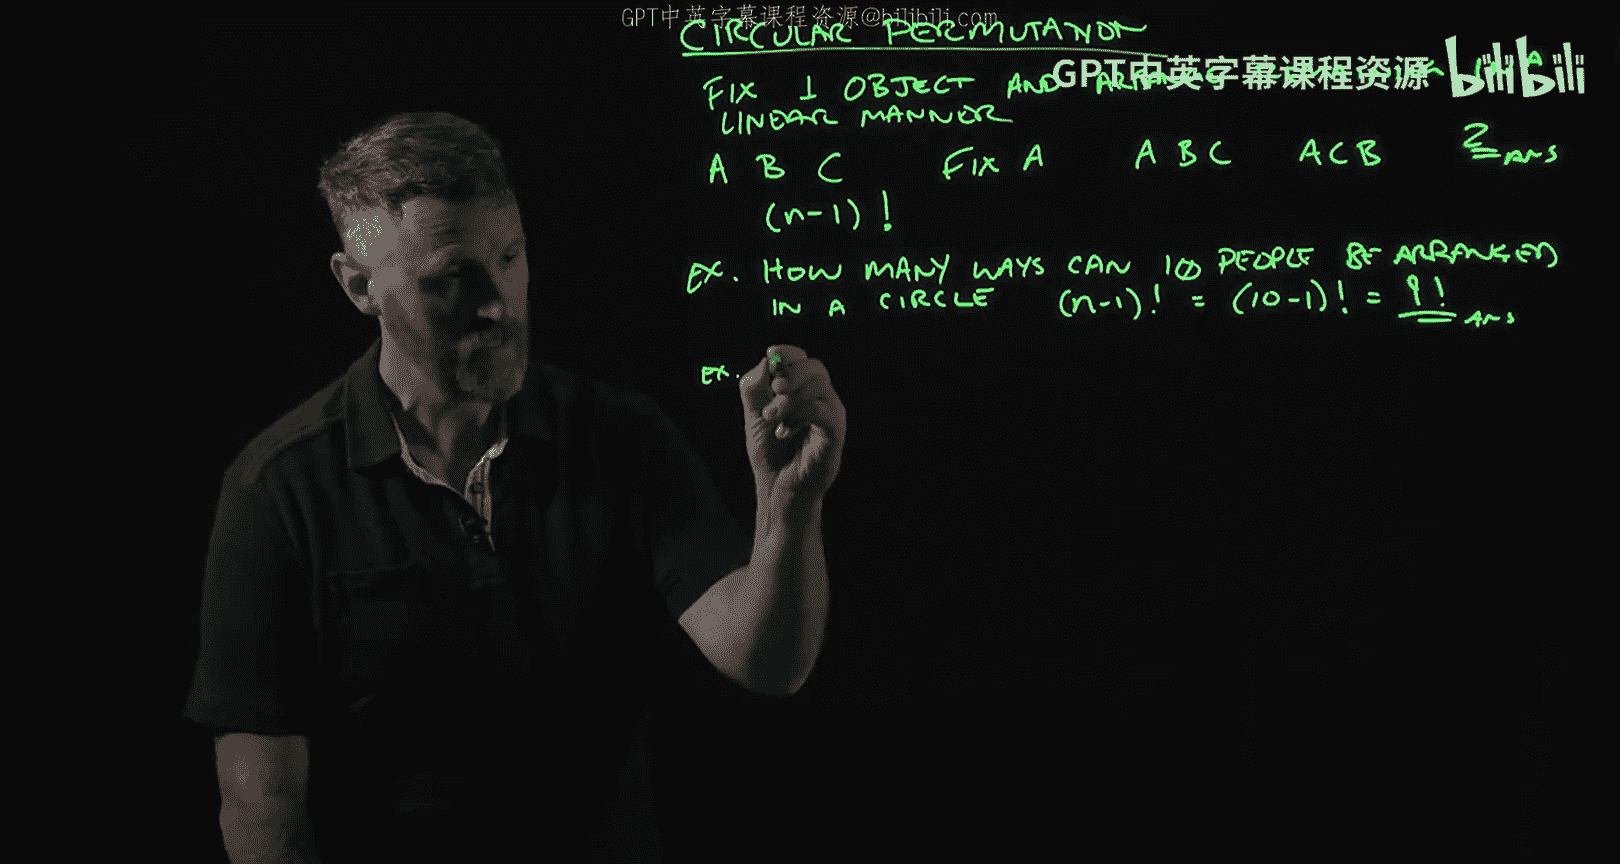 GPT中英字幕课程资源@bilibili.com
CIRCULAR PERMUTATION
GPT中英字幕课程资源 bilibili
FIX 1 OBJECT AND
LINEAR MANNER
A B C FIX A A B C A C B 2 ANS
(n-1)!
EX. HOW MANY WAYS CAN 10 PEOPLE BE ARRANGED
IN A CIRCLE (n-1)! = (10-1)! = 9! ANS
EX.